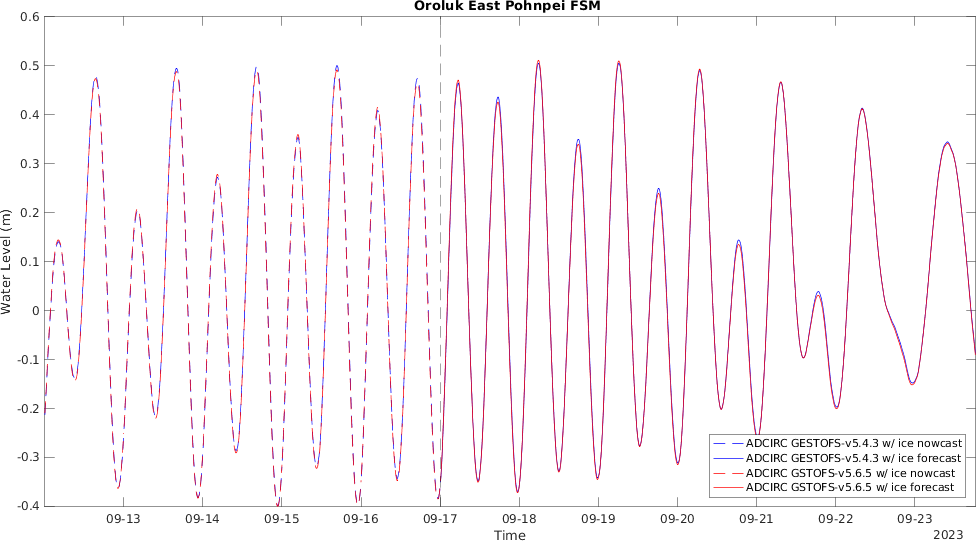 Oroluk East Pohnpei FSM
0.6
0.5
0.4
0.3
0.2
0.1
0
-0.1
-0.2
-0.3
-0.4
Water Level (m)
ADCIRC GESTOFS-v5.4.3 w/ ice nowcast
ADCIRC GESTOFS-v5.4.3 w/ ice forecast
ADCIRC GSTOFS-v5.6.5 w/ ice nowcast
ADCIRC GSTOFS-v5.6.5 w/ ice forecast
09-13 09-14 09-15 09-16 09-17 09-18 09-19 09-20 09-21 09-22 09-23
Time
2023